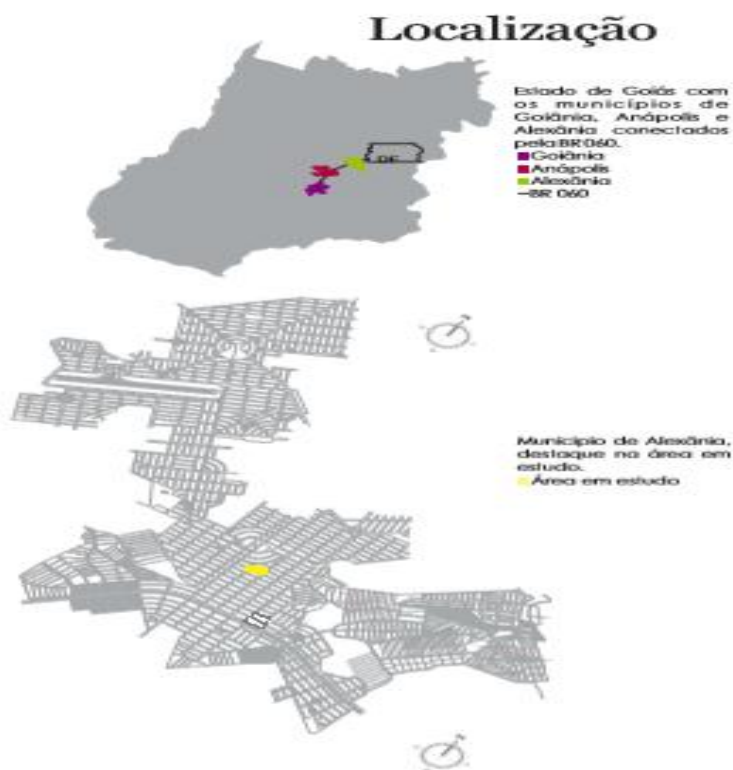 Localização
Estado de Goiás com
os municípios de
Goiânia, Anápolis e
Alexânia conectados
pela BR 060.
Goiânia
Anápolis
Alexânia
BR 060
DF
N
Município de Alexânia,
destaque na área em
estudo.
Área em estudo
N